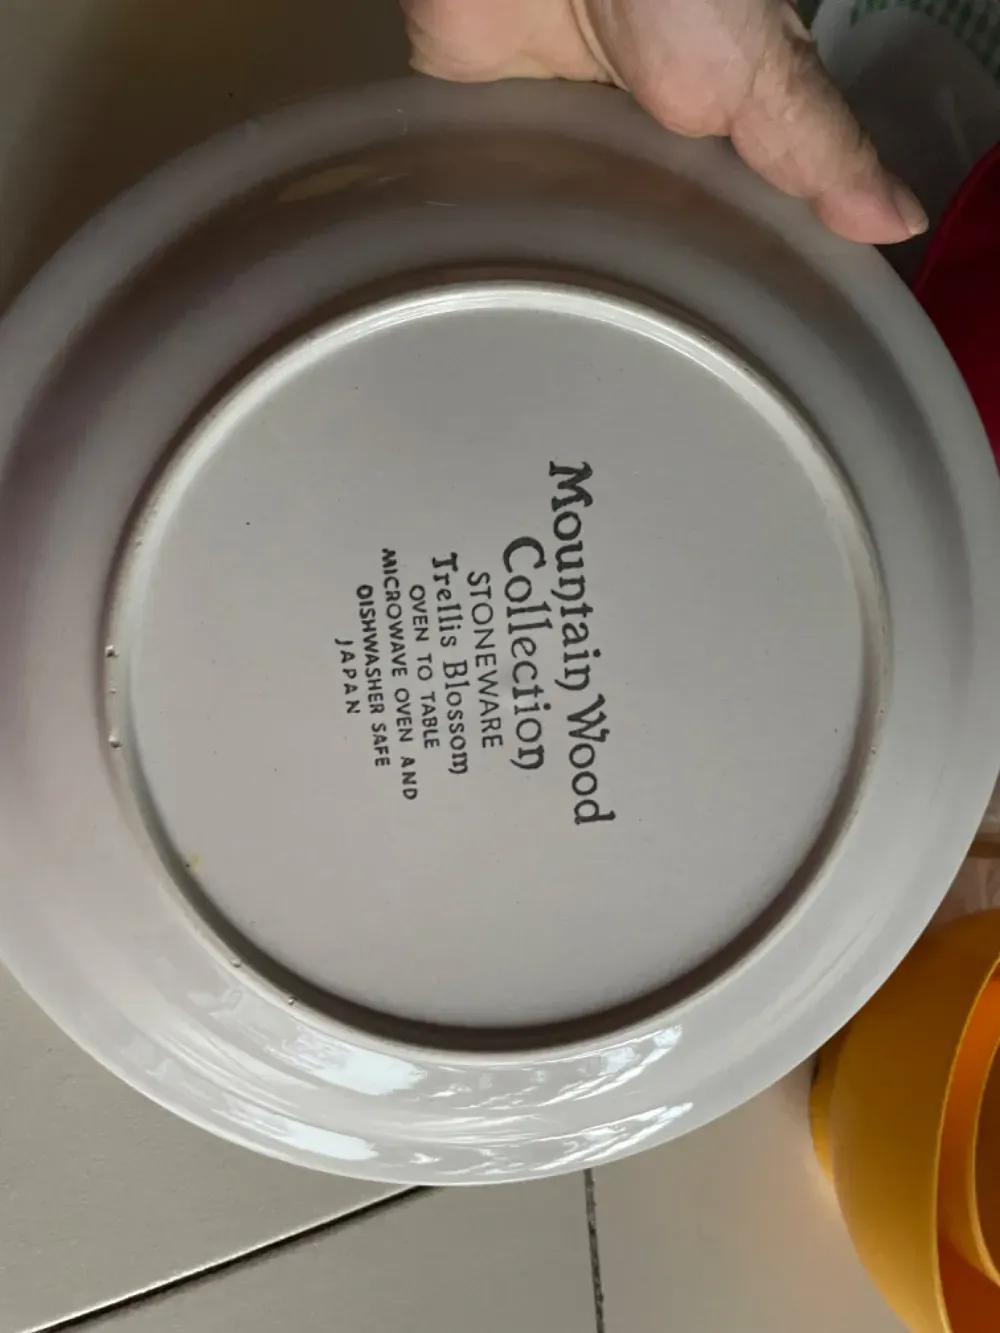 Mountain Wood
Collection
STONEWARE
Trellis Blossom
OVEN TO TABLE
MICROWAVE OVEN AND
DISHWASHER SAFE
JAPAN